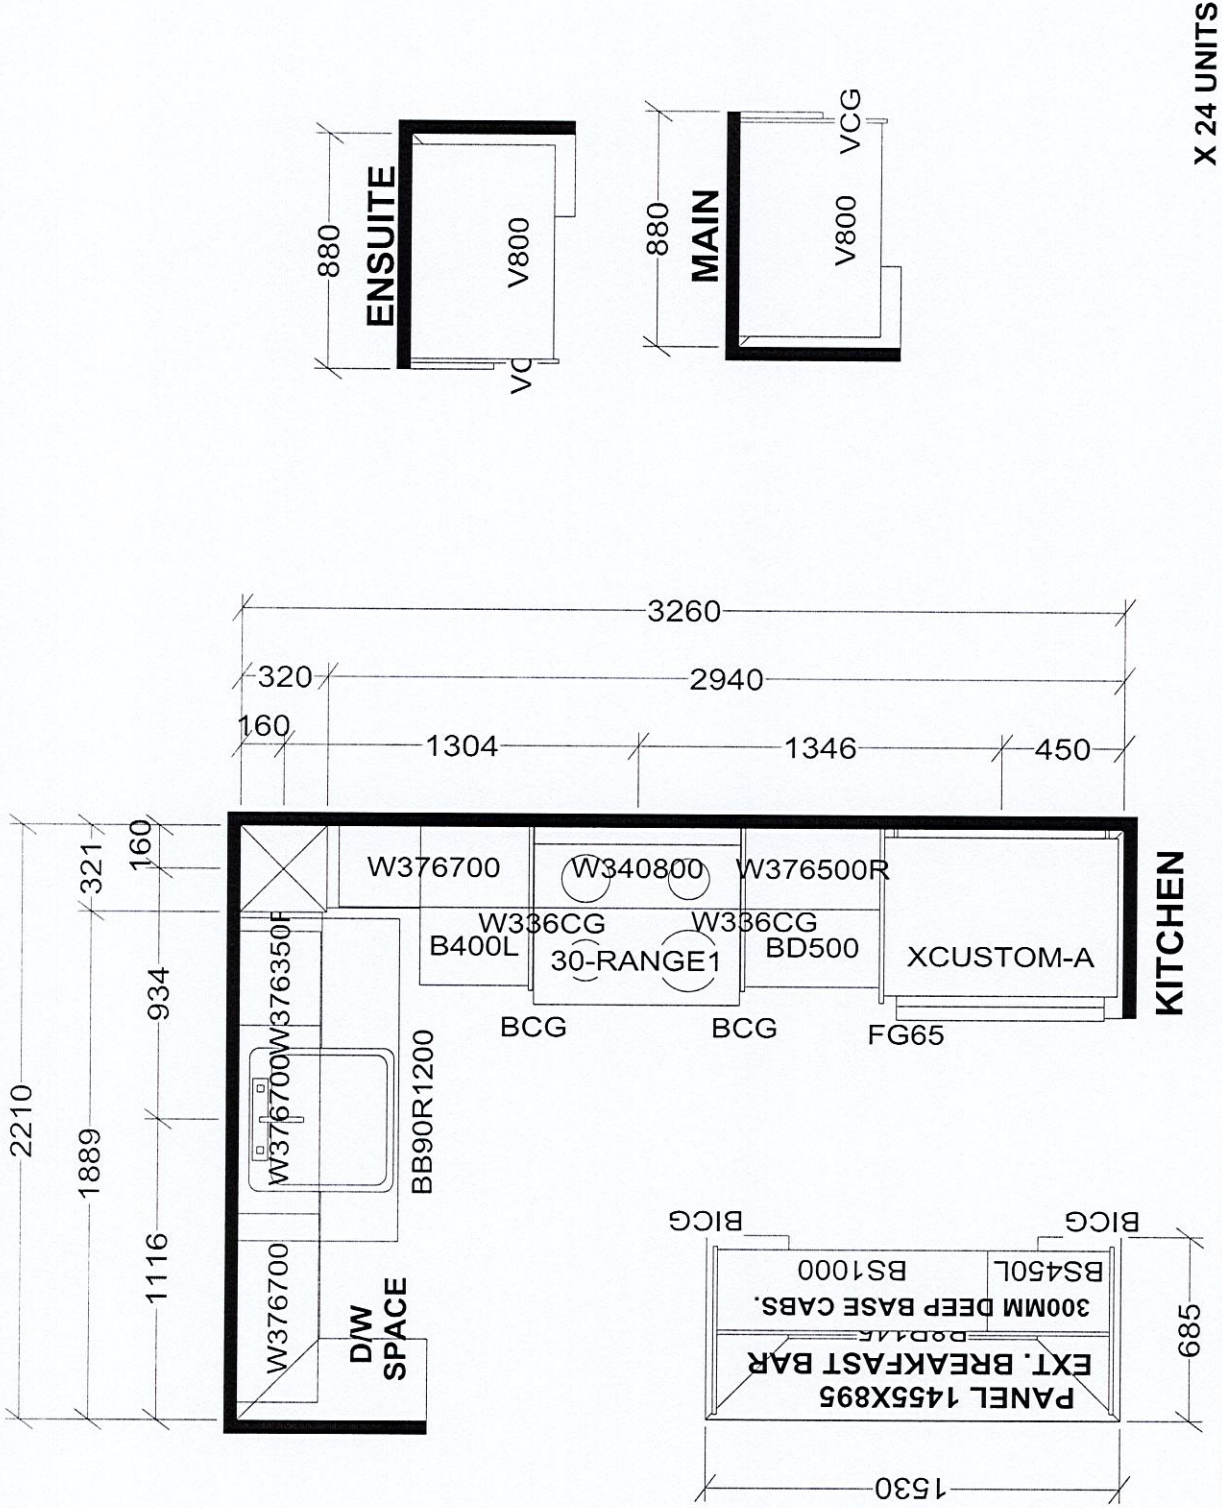 X 24 UNITS
880
ENSUITE
V800
VC
880
MAIN
V800
VCG
3260
320
2940
160
1304
1346
450
2210
321
1889
160
934
1116
W376700
W340800
W376500R
W336CG
W336CG
B400L
30-RANGE1
BD500
XCUSTOM-A
BCG
BCG
FG65
KITCHEN
W376350R
W376700
W376700
BB90R1200
D/W
SPACE
BICG
BICG
BS1000
BS450L
300MM DEEP BASE CABS.
EXT. BREAKFAST BAR
PANEL 1455X895
685
1530